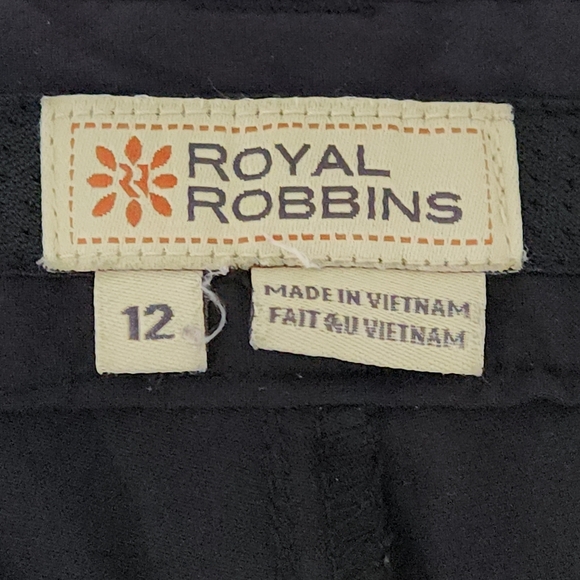 ROYAL
ROBBINS
12
MADE IN VIETNAM
FAIT AU VIETNAM